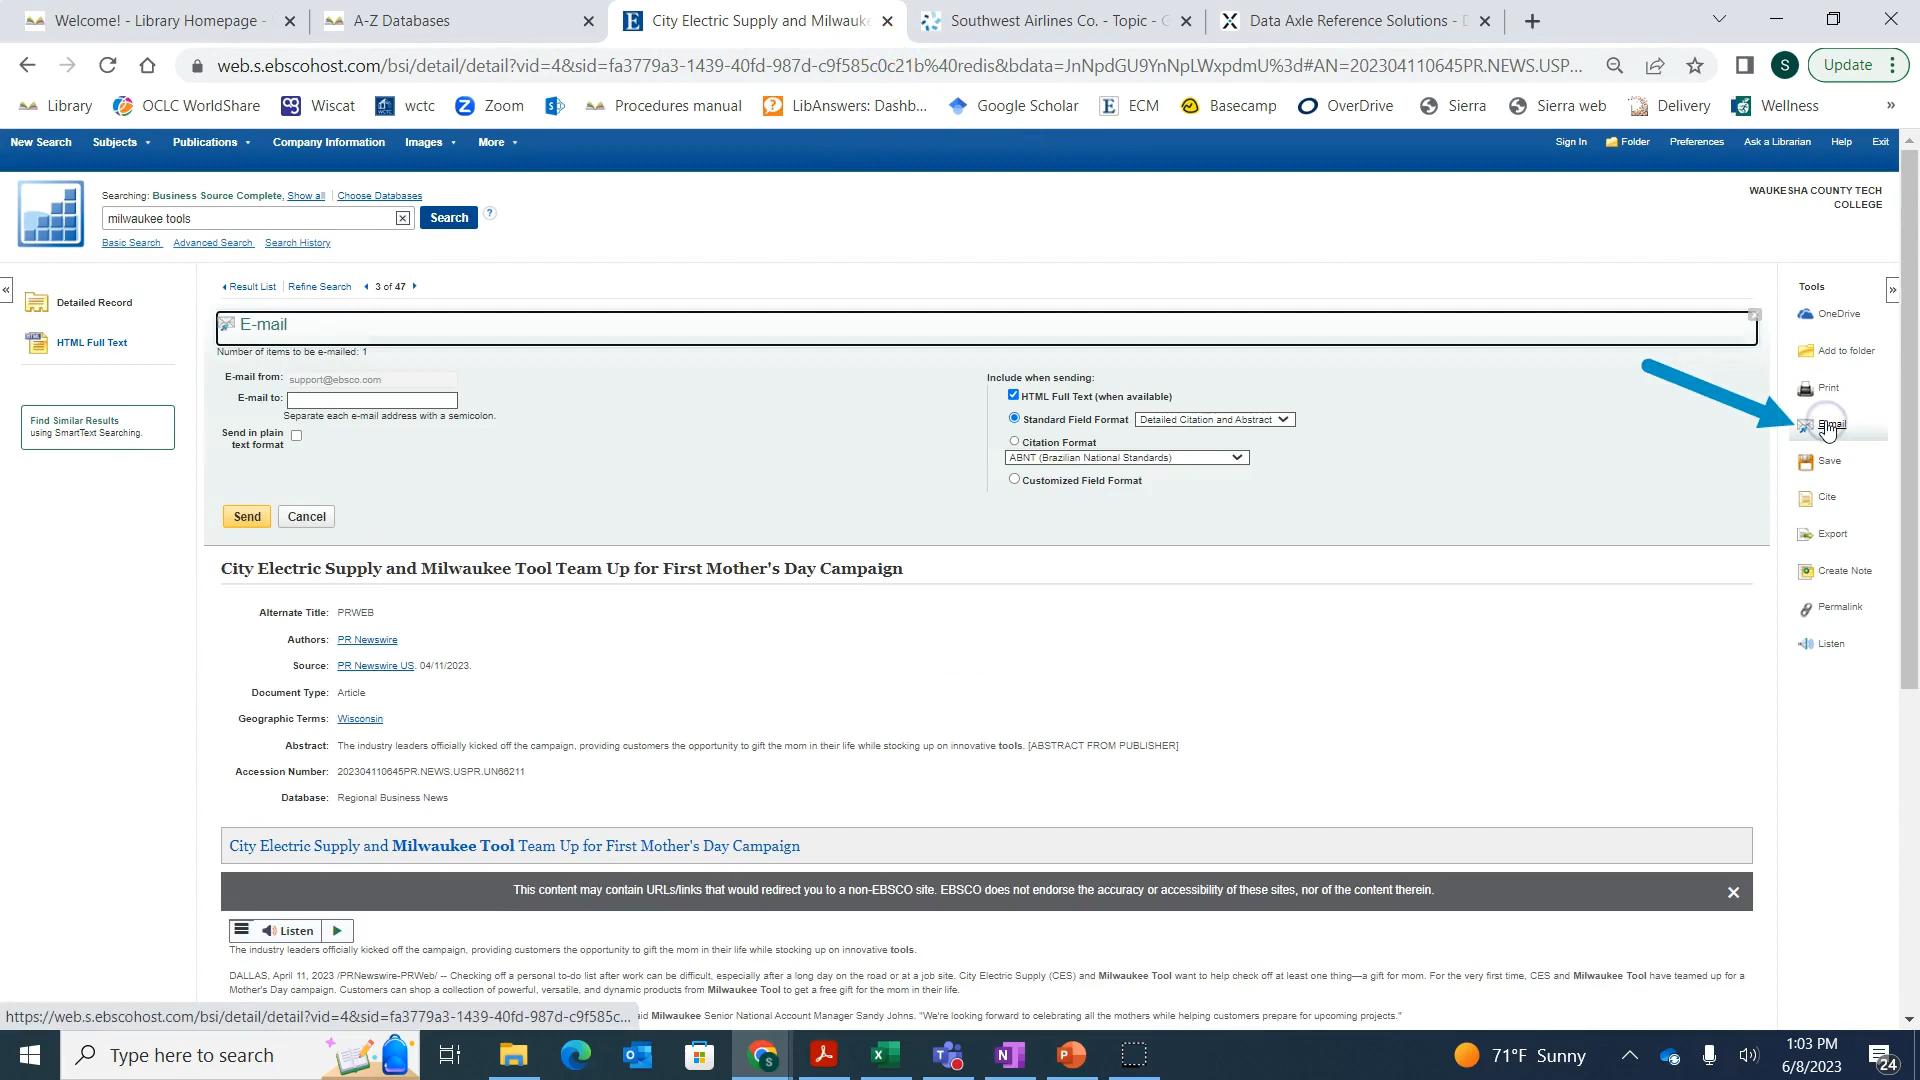 Welcome! - Library Homepage -
A-Z Databases
City Electric Supply and Milwauke
Southwest Airlines Co. - Topic - G
Data Axle Reference Solutions - D
web.s.ebscohost.com/bsi/detail/detail?vid=4&sid=fa3779a3-1439-40fd-987d-c9f585c0c21b%40redis&bdata=JnNpdGU9YnNpLWxpdmU%3d#AN=202304110645PR.NEWS.USP...
S
Update
Library
OCLC WorldShare
Wiscat
wctc
Zoom
Procedures manual
LibAnswers: Dashb...
Google Scholar
ECM
Basecamp
OverDrive
Sierra
Sierra web
Delivery
Wellness
»
New Search Subjects Publications Company Information Images More
Sign In Folder Preferences Ask a Librarian Help Exit
Searching: Business Source Complete, Show all | Choose Databases
milwaukee tools
Search
Basic Search Advanced Search Search History
WAUKESHA COUNTY TECH
COLLEGE
«
Detailed Record
HTML Full Text
Find Similar Results
using SmartText Searching.
Result List Refine Search 3 of 47
E-mail
Number of items to be e-mailed: 1
E-mail from: support@ebsco.com
E-mail to:
Separate each e-mail address with a semicolon.
Send in plain
text format
Send Cancel
Include when sending:
HTML Full Text (when available)
Standard Field Format Detailed Citation and Abstract
Citation Format
ABNT (Brazilian National Standards)
Customized Field Format
Tools
»
OneDrive
Add to folder
Print
E-mail
Save
Cite
Export
Create Note
Permalink
Listen
City Electric Supply and Milwaukee Tool Team Up for First Mother's Day Campaign
Alternate Title: PRWEB
Authors: PR Newswire
Source: PR Newswire US. 04/11/2023.
Document Type: Article
Geographic Terms: Wisconsin
Abstract: The industry leaders officially kicked off the campaign, providing customers the opportunity to gift the mom in their life while stocking up on innovative tools. [ABSTRACT FROM PUBLISHER]
Accession Number: 202304110645PR.NEWS.USPR.UN66211
Database: Regional Business News
City Electric Supply and Milwaukee Tool Team Up for First Mother's Day Campaign
This content may contain URLs/links that would redirect you to a non-EBSCO site. EBSCO does not endorse the accuracy or accessibility of these sites, nor of the content therein.
Listen
The industry leaders officially kicked off the campaign, providing customers the opportunity to gift the mom in their life while stocking up on innovative tools.
DALLAS, April 11, 2023 /PRNewswire-PRWeb/ -- Checking off a personal to-do list after work can be difficult, especially after a long day on the road or at a job site. City Electric Supply (CES) and Milwaukee Tool want to help check off at least one thing—a gift for mom. For the very first time, CES and Milwaukee Tool have teamed up for a
Mother's Day campaign. Customers can shop a collection of powerful, versatile, and dynamic products from Milwaukee Tool to get a free gift for the mom in their life.
https://web.s.ebscohost.com/bsi/detail/detail?vid=4&sid=fa3779a3-1439-40fd-987d-c9f585c...
id Milwaukee Senior National Account Manager Sandy Johns. "We're looking forward to celebrating all the mothers while helping customers prepare for upcoming projects."
Type here to search
71°F Sunny
1:03 PM
6/8/2023
24